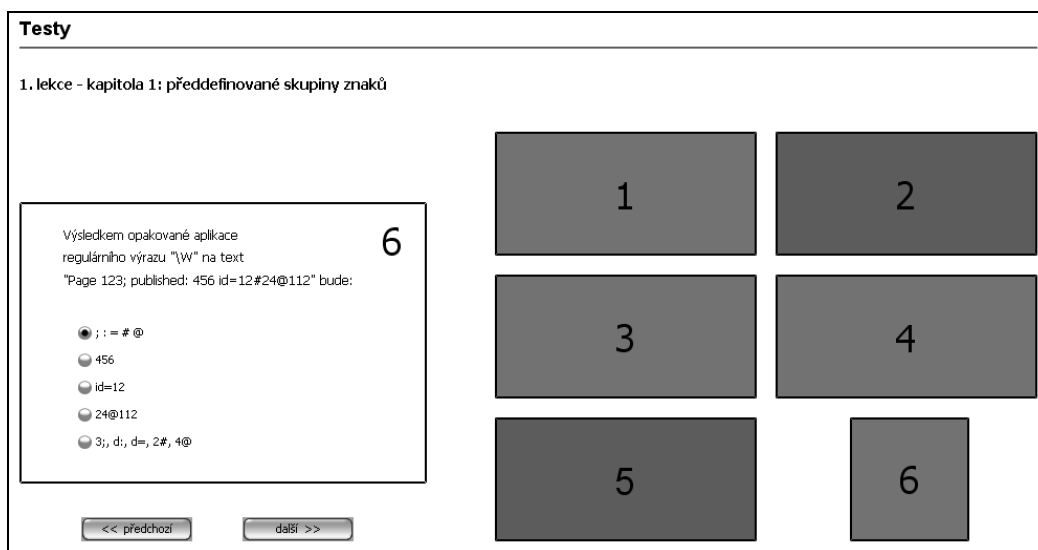 Testy
1. lekce - kapitola 1: předdefinované skupiny znaků
Výsledkem opakované aplikace
regulárního výrazu "\W" na text
"Page 123; published: 456 id=12#24@112" bude:
6
; : = # @
456
id=12
24@112
3;, d:, d=, 2#, 4@
<< předchozí
další >>
1
2
3
4
5
6